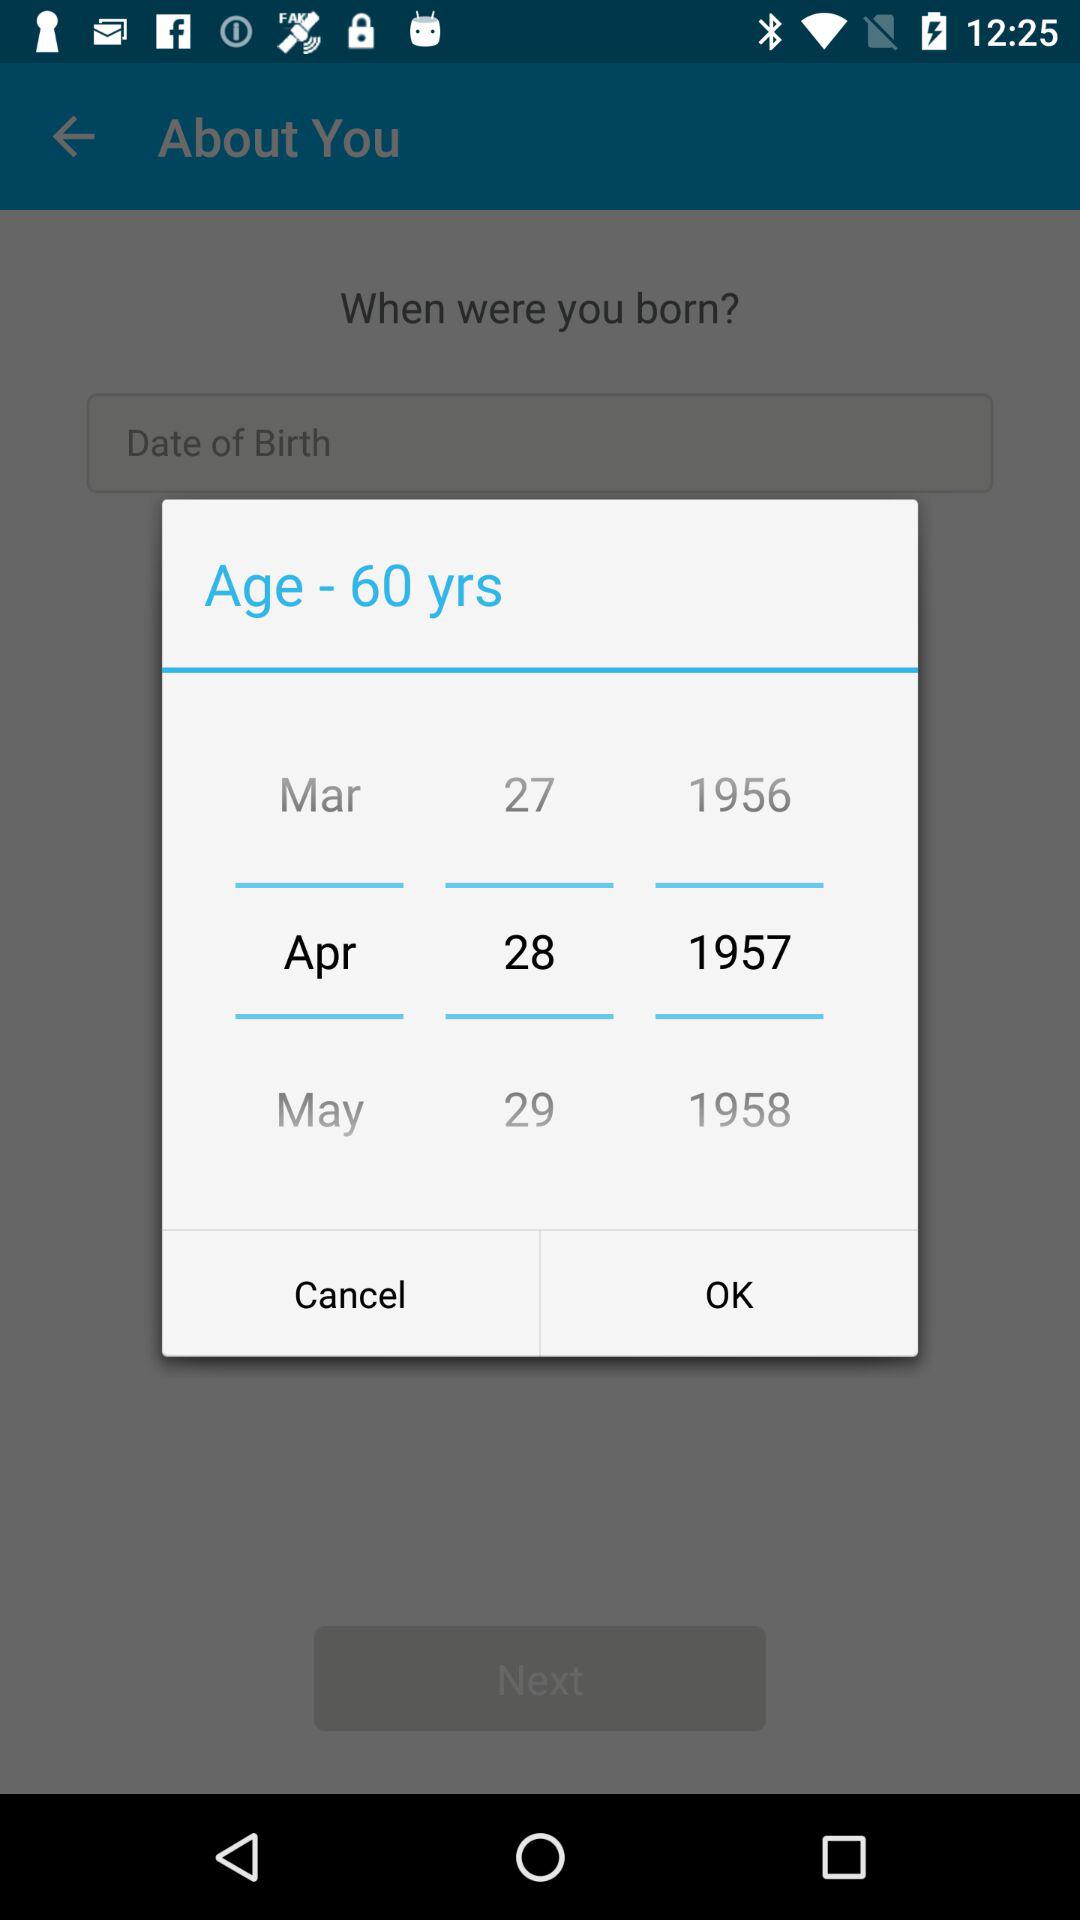 FAKE
12:25
About You
When were you born?
Date of Birth
Age - 60 yrs
Mar 27 1956
Apr 28 1957
May 29 1958
Cancel OK
Next